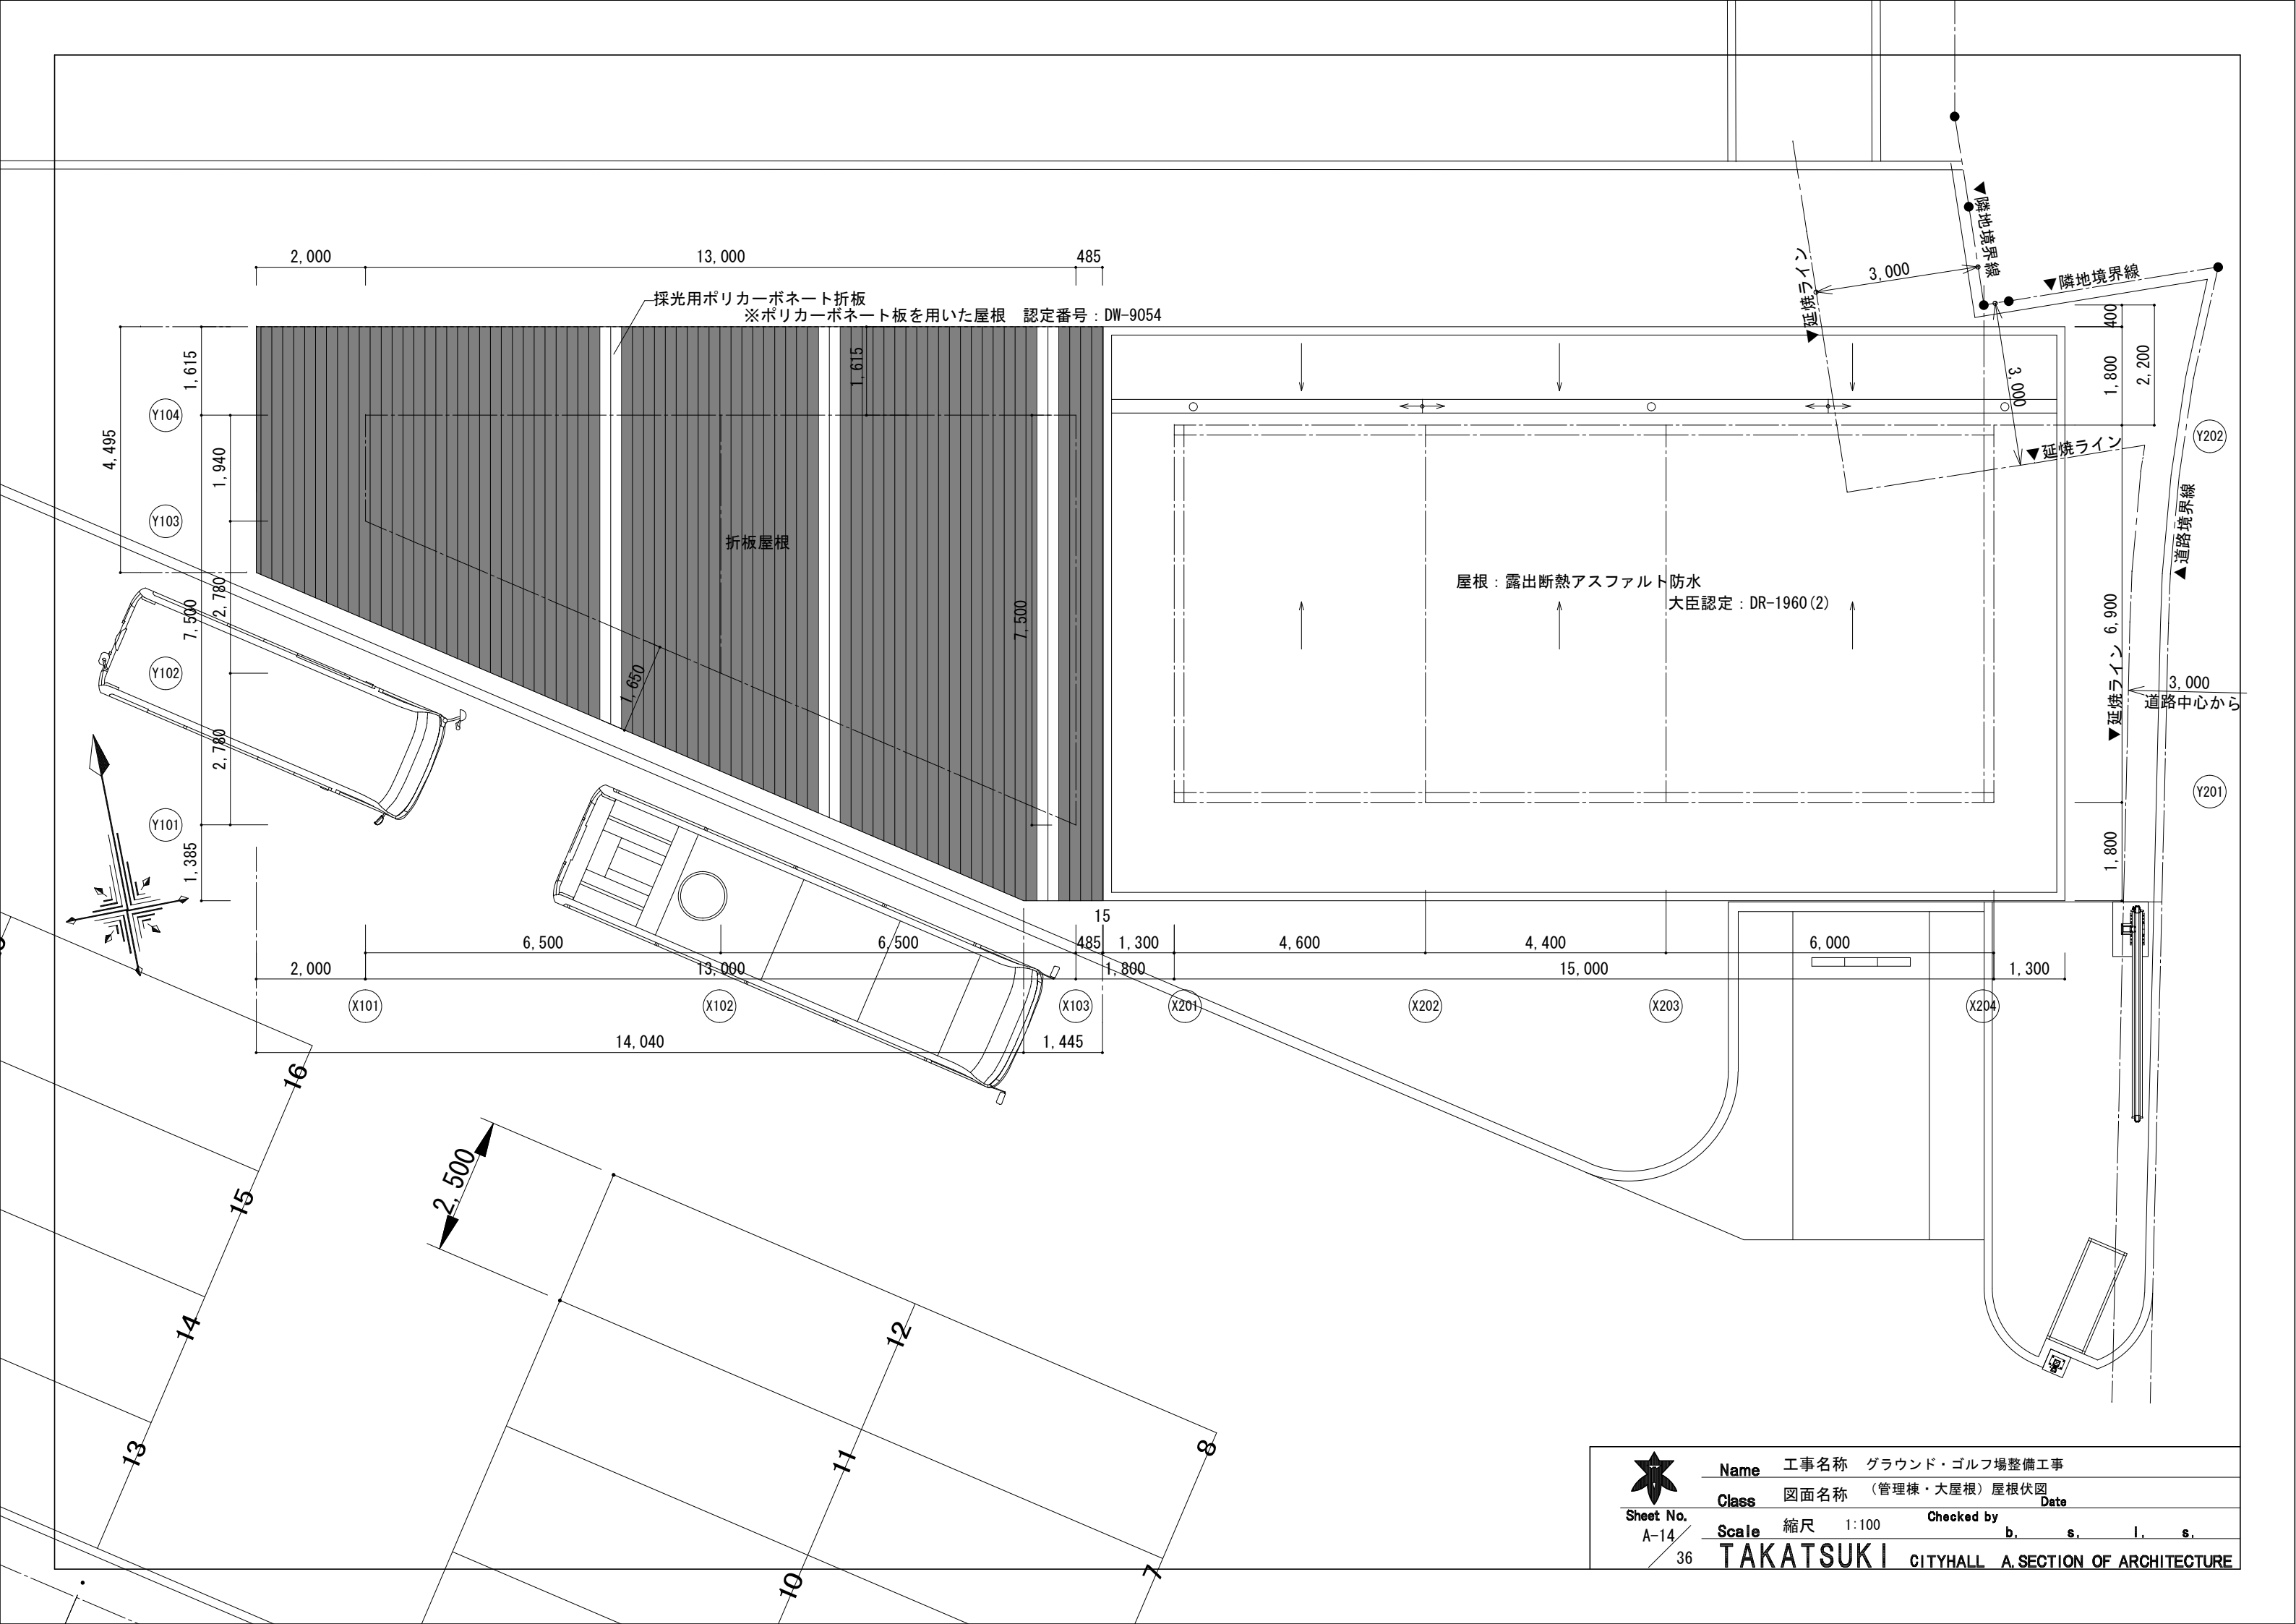 2,000
13,000
485
採光用ポリカーボネート折板
※ポリカーボネート板を用いた屋根　認定番号：DW-9054
▼隣地境界線
▼隣地境界線
3,000
▼延焼ライン
3,000
▼延焼ライン
400
1,800
2,200
1,615
1,615
4,495
Y104
1,940
Y103
2,780
7,500
Y102
2,780
Y101
1,385
折板屋根
7,500
1,650
屋根：露出断熱アスファルト防水
大臣認定：DR-1960(2)
Y202
▲道路境界線
6,900
▼延焼ライン
3,000
道路中心から
Y201
1,800
15
6,500
6,500
485
1,300
4,600
4,400
6,000
2,000
13,000
1,800
15,000
1,300
X101
X102
X103
X201
X202
X203
X204
14,040
1,445
2,500
16
15
14
13
12
11
10
8
7
Name 工事名称 グラウンド・ゴルフ場整備工事
Class 図面名称 （管理棟・大屋根）屋根伏図
Date
Sheet No.
A-14
36
Scale 縮尺 1:100
Checked by
b. s. l. s.
TAKATSUKI CITYHALL A.SECTION OF ARCHITECTURE